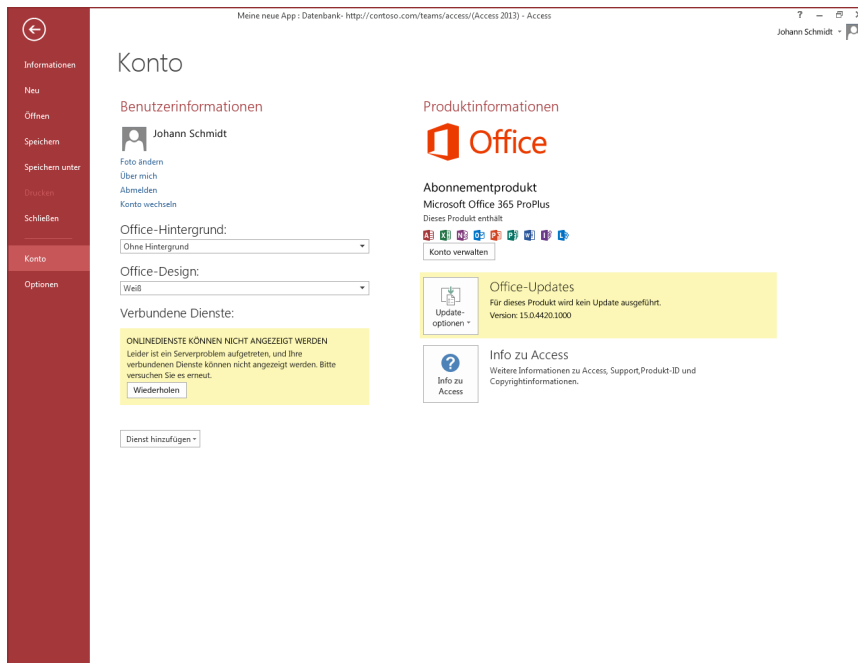 Meine neue App : Datenbank- http://contoso.com/teams/access/(Access 2013) - Access
?
Johann Schmidt
Informationen
Neu
Öffnen
Speichern
Speichern unter
Drucken
Schließen
Konto
Optionen
Konto
Benutzerinformationen
Johann Schmidt
Foto ändern
Über mich
Abmelden
Konto wechseln
Office-Hintergrund:
Ohne Hintergrund
Office-Design:
Weiß
Verbundene Dienste:
ONLINEDIENSTE KÖNNEN NICHT ANGEZEIGT WERDEN
Leider ist ein Serverproblem aufgetreten, und Ihre
verbundenen Dienste können nicht angezeigt werden. Bitte
versuchen Sie es erneut.
Wiederholen
Dienst hinzufügen
Produktinformationen
Office
Abonnementprodukt
Microsoft Office 365 ProPlus
Dieses Produkt enthält
Konto verwalten
Update-
optionen
Office-Updates
Für dieses Produkt wird kein Update ausgeführt.
Version: 15.0.4420.1000
Info zu
Access
Info zu Access
Weitere Informationen zu Access, Support,Produkt-ID und
Copyrightinformationen.